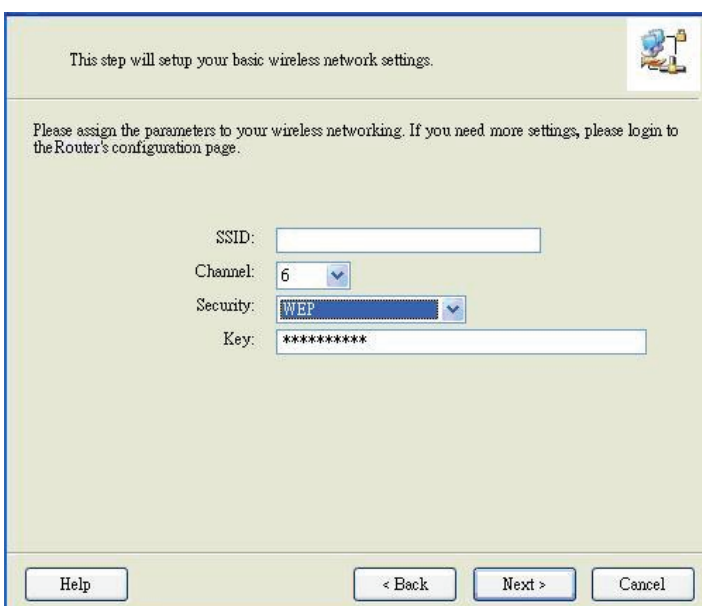 This step will setup your basic wireless network settings.
Please assign the parameters to your wireless networking. If you need more settings, please login to
the Router's configuration page.
SSID:
Channel: 6
Security: WEP
Key: **********
Help < Back Next > Cancel